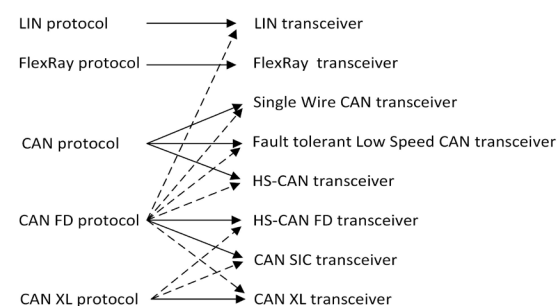 LIN protocol LIN transceiver
FlexRay protocol FlexRay transceiver
Single Wire CAN transceiver
CAN protocol Fault tolerant Low Speed CAN transceiver
HS-CAN transceiver
CAN FD protocol HS-CAN FD transceiver
CAN SIC transceiver
CAN XL protocol CAN XL transceiver